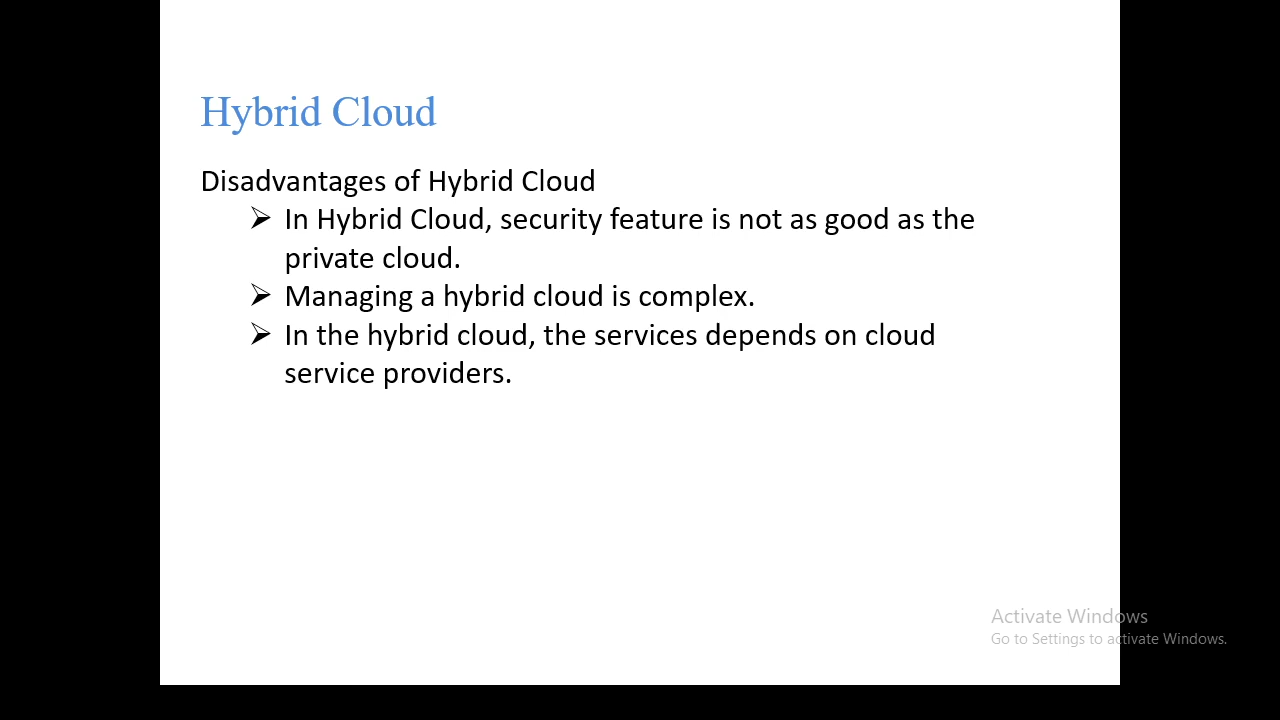 Hybrid Cloud
Disadvantages of Hybrid Cloud
➢ In Hybrid Cloud, security feature is not as good as the
private cloud.
➢ Managing a hybrid cloud is complex.
➢ In the hybrid cloud, the services depends on cloud
service providers.
Activate Windows
Go to Settings to activate Windows.